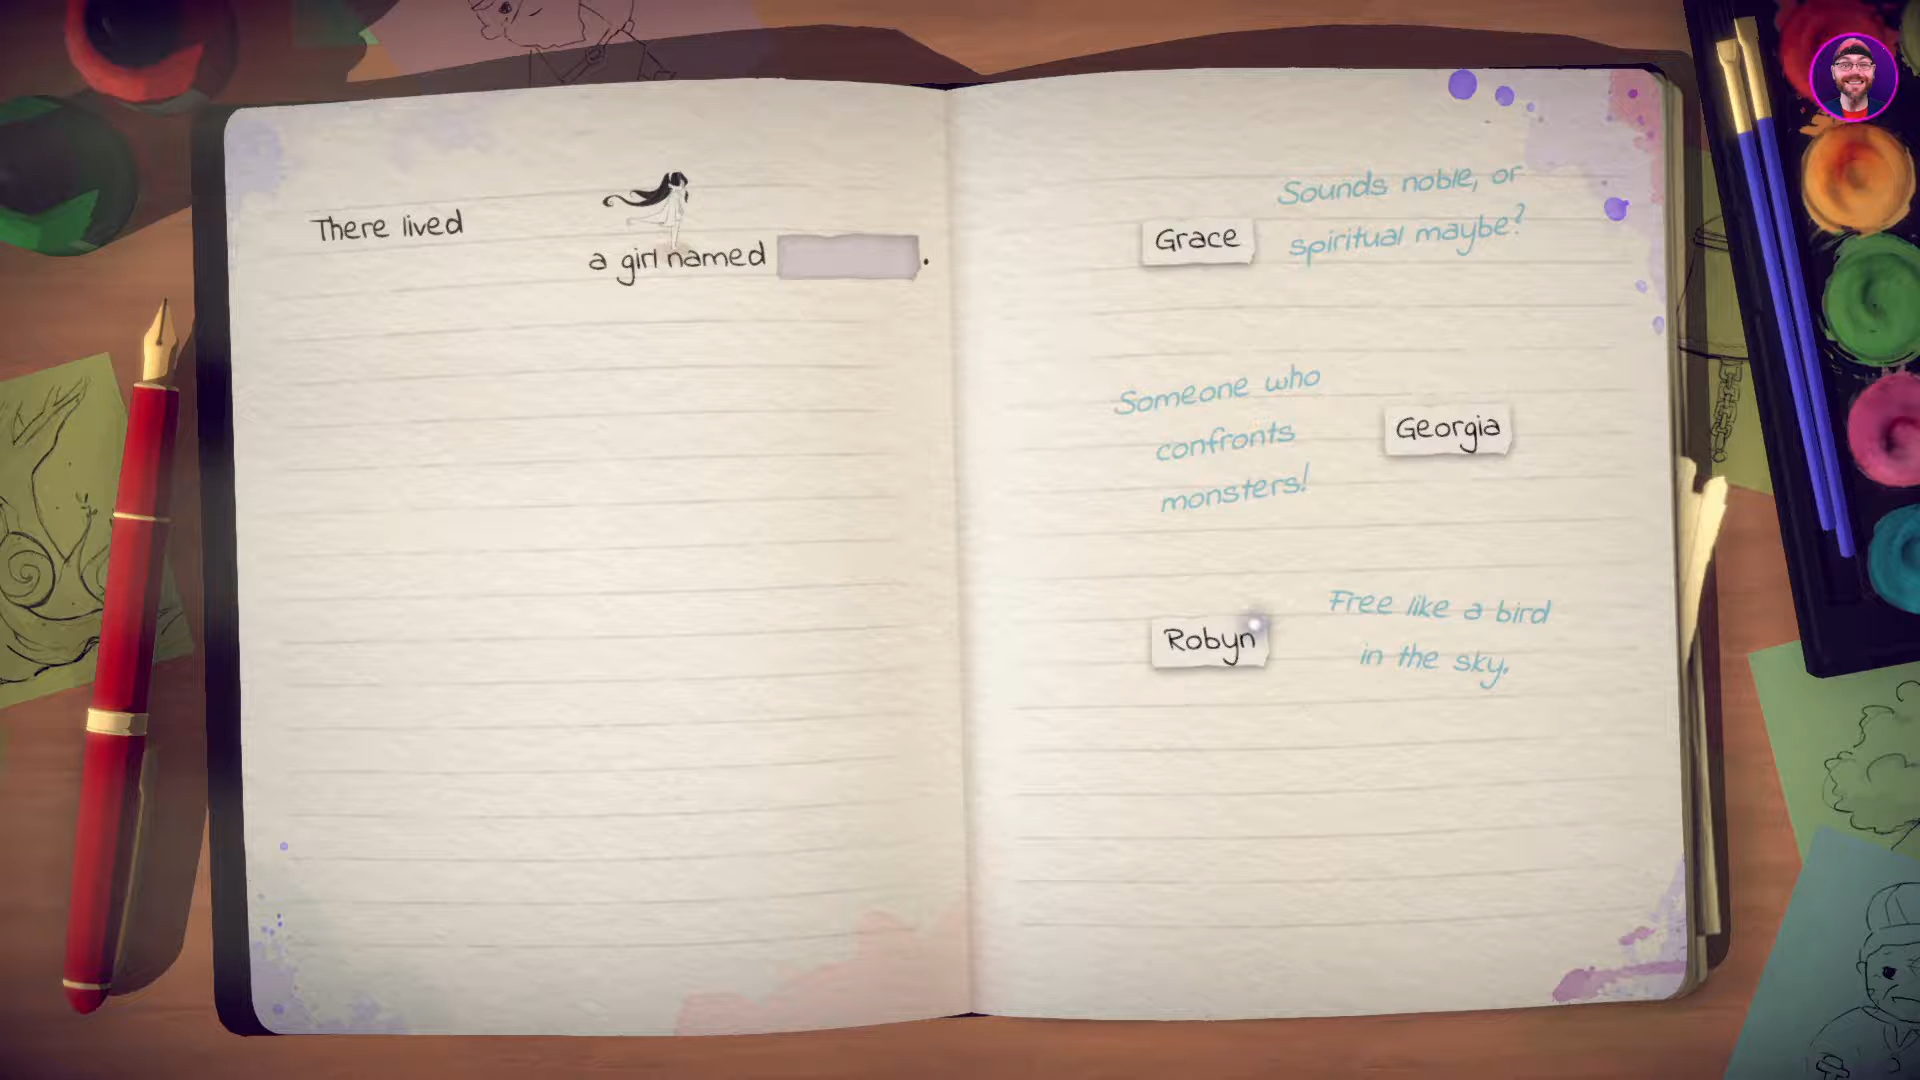 There lived
a girl named .
Grace
Sounds noble, or
spiritual maybe?
Someone who
confronts
monsters!
Georgia
Robyn
Free like a bird
in the sky.